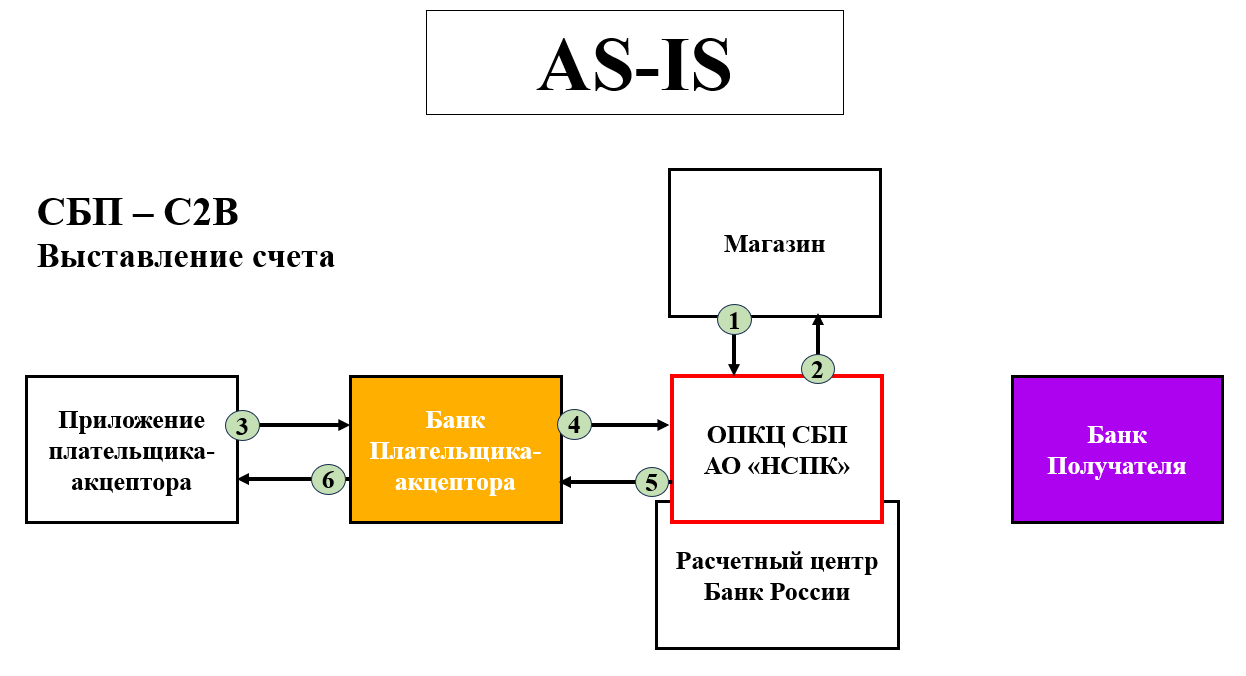 AS-IS
СБП – C2B
Выставление счета
Магазин
1
2
Приложение
плательщика-
акцептора
3
6
Банк
Плательщика-
акцептора
4
5
ОПКЦ СБП
АО «НСПК»
Расчетный центр
Банк России
Банк
Получателя